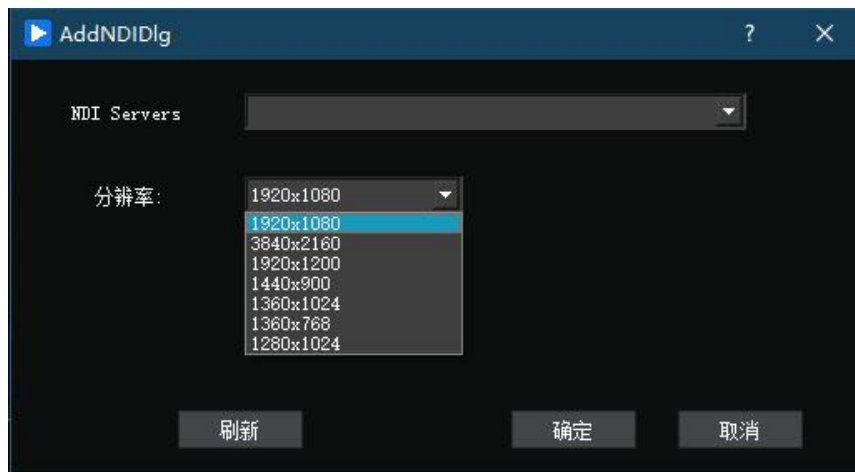 AddNDIDlg
NDI Servers
分辨率:
1920x1080
1920x1080
3840x2160
1920x1200
1440x900
1360x1024
1360x768
1280x1024
刷新
确定
取消